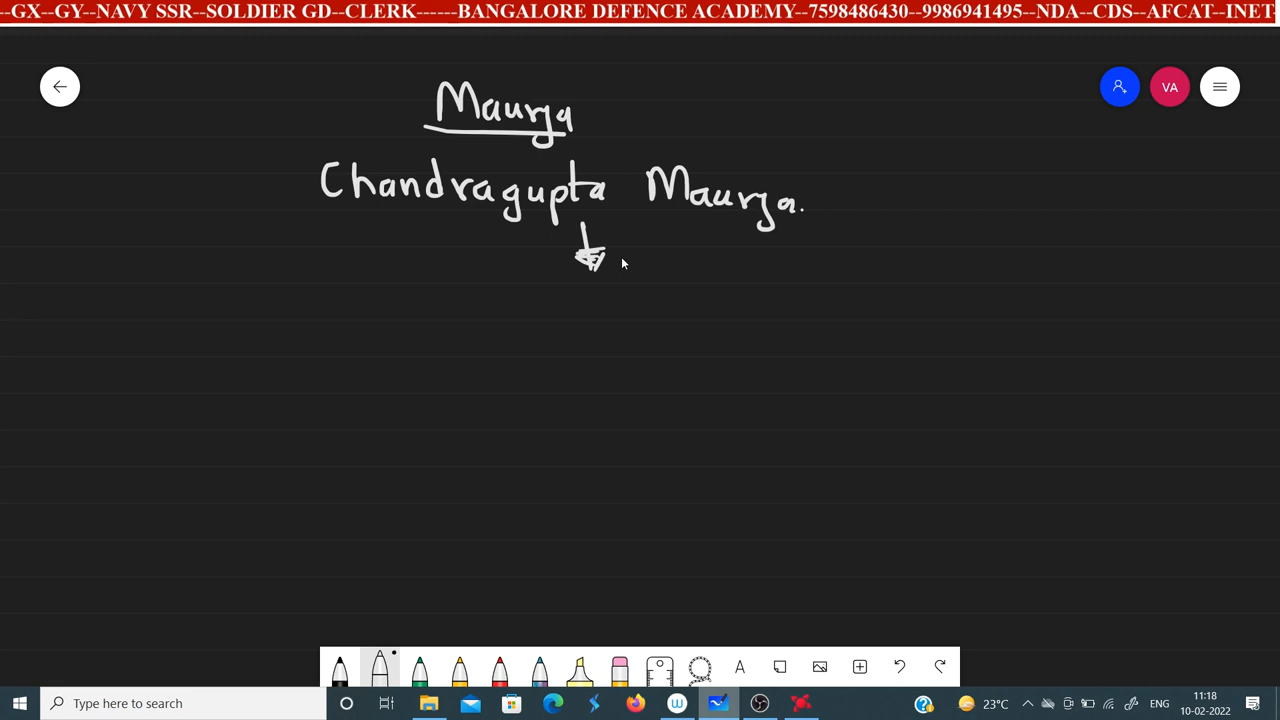 --GX--GY--NAVY SSR--SOLDIER GD--CLERK------BANGALORE DEFENCE ACADEMY--7598486430--9986941495--NDA--CDS--AFCAT--INET-
VA
Maurya
Chandragupta Maurya.
A
Type here to search
W
23°C
ENG
11:18
10-02-2022